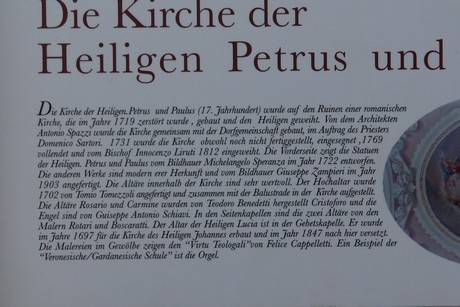 Die Kirche der
Heiligen Petrus und
Die Kirche der Heiligen.Petrus und Paulus (17. Jahrhundert) wurde auf den Ruinen einer romanischen
Kirche, die im Jahre 1719 zerstört wurde , gebaut und den Heiligen geweiht. Von dem Architekten
Antonio Spazzi wurde die Kirche gemeinsam mit der Dorfgemeinschaft gebaut, im Auftrag des Priesters
Domenico Sartori. 1731 wurde die Kirche obwohl noch nicht fertiggestellt, eingesegnet ,1769
vollendet und vom Bischof Innocenzo Liruti 1812 eingeweiht. Die Vorderseite zeigt die Statuen
der Heiligen. Petrus und Paulus vom Bildhauer Michelangelo Speranza im Jahr 1722 entworfen.
Die anderen Werke sind modern erer Herkunft und vom Bildhauer Giuseppe Zampieri im Jahr
1903 angefertigt. Die Altäre innerhalb der Kirche sind sehr wertvoll. Der Hochaltar wurde
1702 von Tomio Tomezzoli angefertigt und zusammen mit der Balustrade in der Kirche aufgestellt.
Die Altäre Rosario und Carmine wurden von Teodoro Benedetti hergestellt Cristoforo und die
Engel sind von Guiseppe Antonio Schiavi. In den Seitenkapellen sind die zwei Altäre von den
Malern Rotari und Boscaratti. Der Altar der Heiligen Lucia ist in der Gebetskapelle. Er wurde
im Jahre 1697 für die Kirche des Heiligen Johannes erbaut und im Jahr 1847 nach hier versetzt.
Die Malereien im Gewölbe zeigen den "Virtu Teologali"von Felice Cappelletti. Ein Beispiel der
"Veronesische/Gardanesische Schule" ist die Orgel.